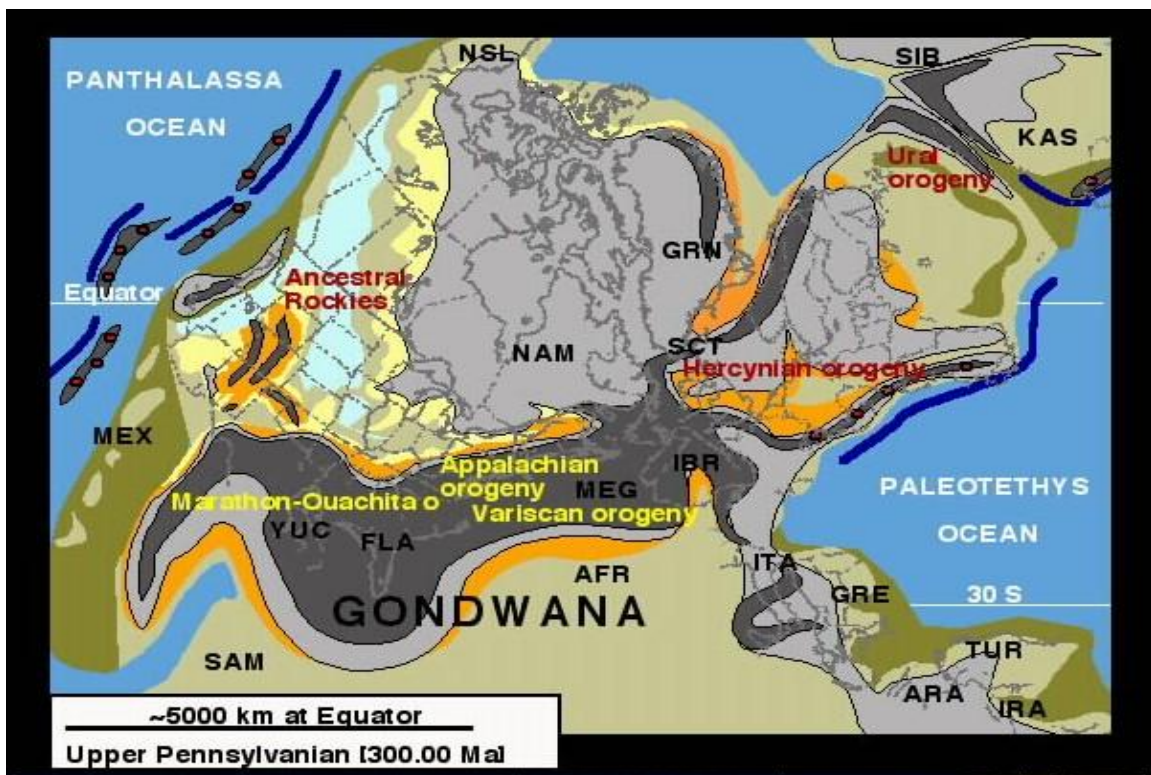 NSL
SIB
PANTHALASSA
OCEAN
KAS
Ural
orogeny
GRN
Ancestral
Rockies
Equator
SCT
NAM
Hercynian orogeny
MEX
Appalachian
orogeny
IBR
MEG
Marathon-Ouachita o
Variscan orogeny
PALEOTETHYS
OCEAN
YUC
FLA
ITA
AFR
GRE
30 S
GONDWANA
SAM
TUR
ARA
IRA
~5000 km at Equator
Upper Pennsylvanian [300.00 Ma]